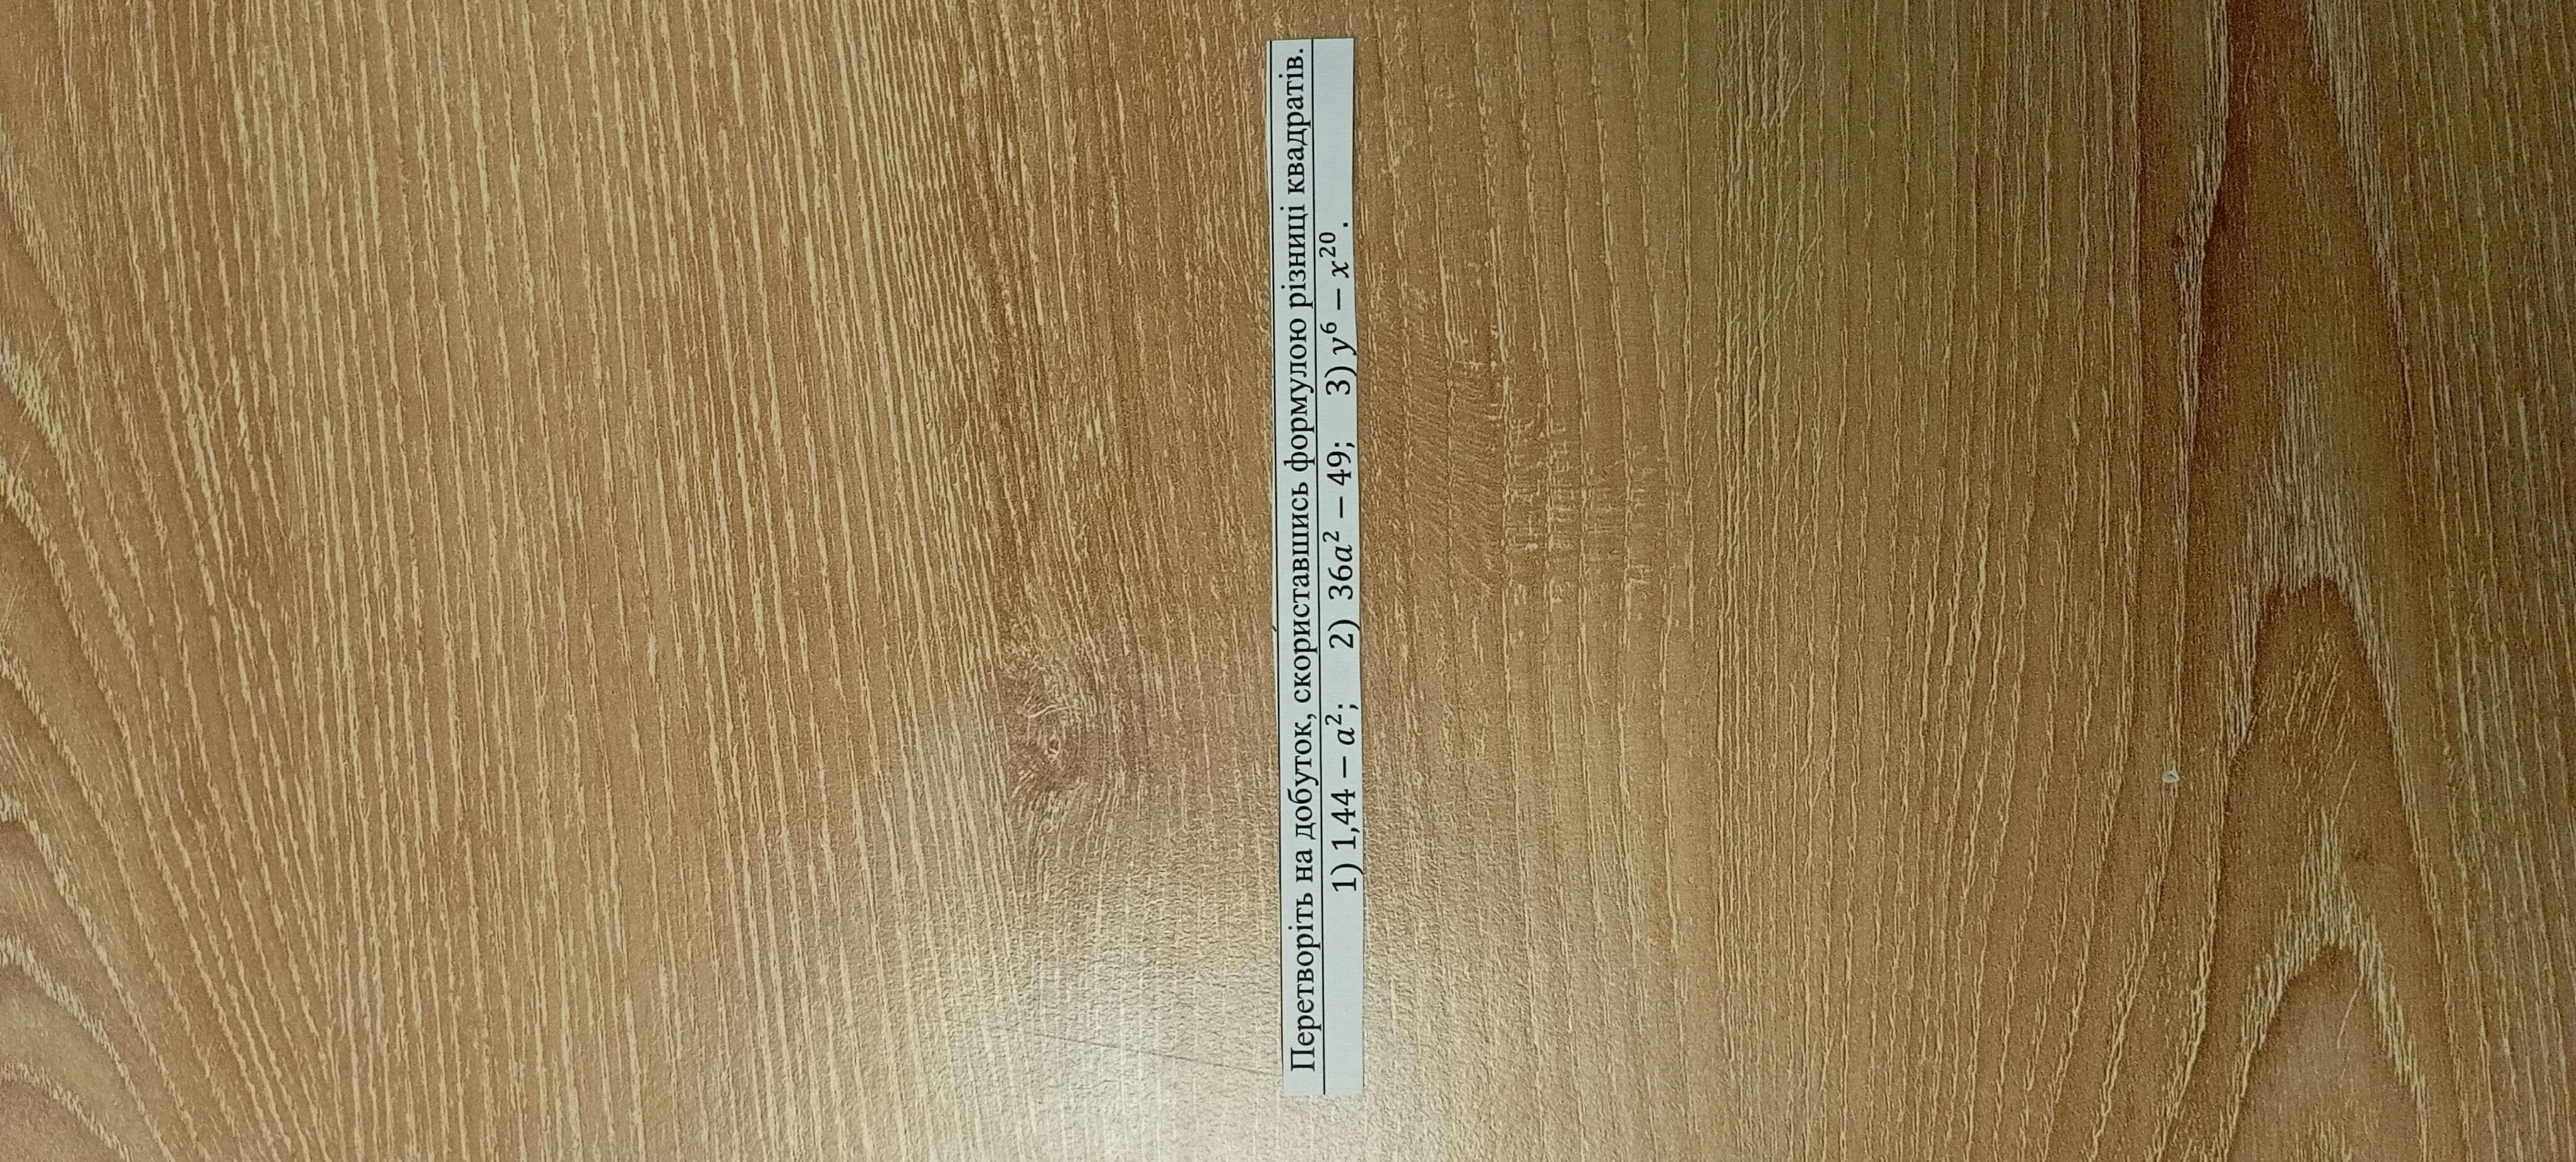 Перетворіть на добуток, скориставшись формулою різниці квадратів.
1) 1,44 − a²; 2) 36a² − 49; 3) y⁶ − x²⁰.